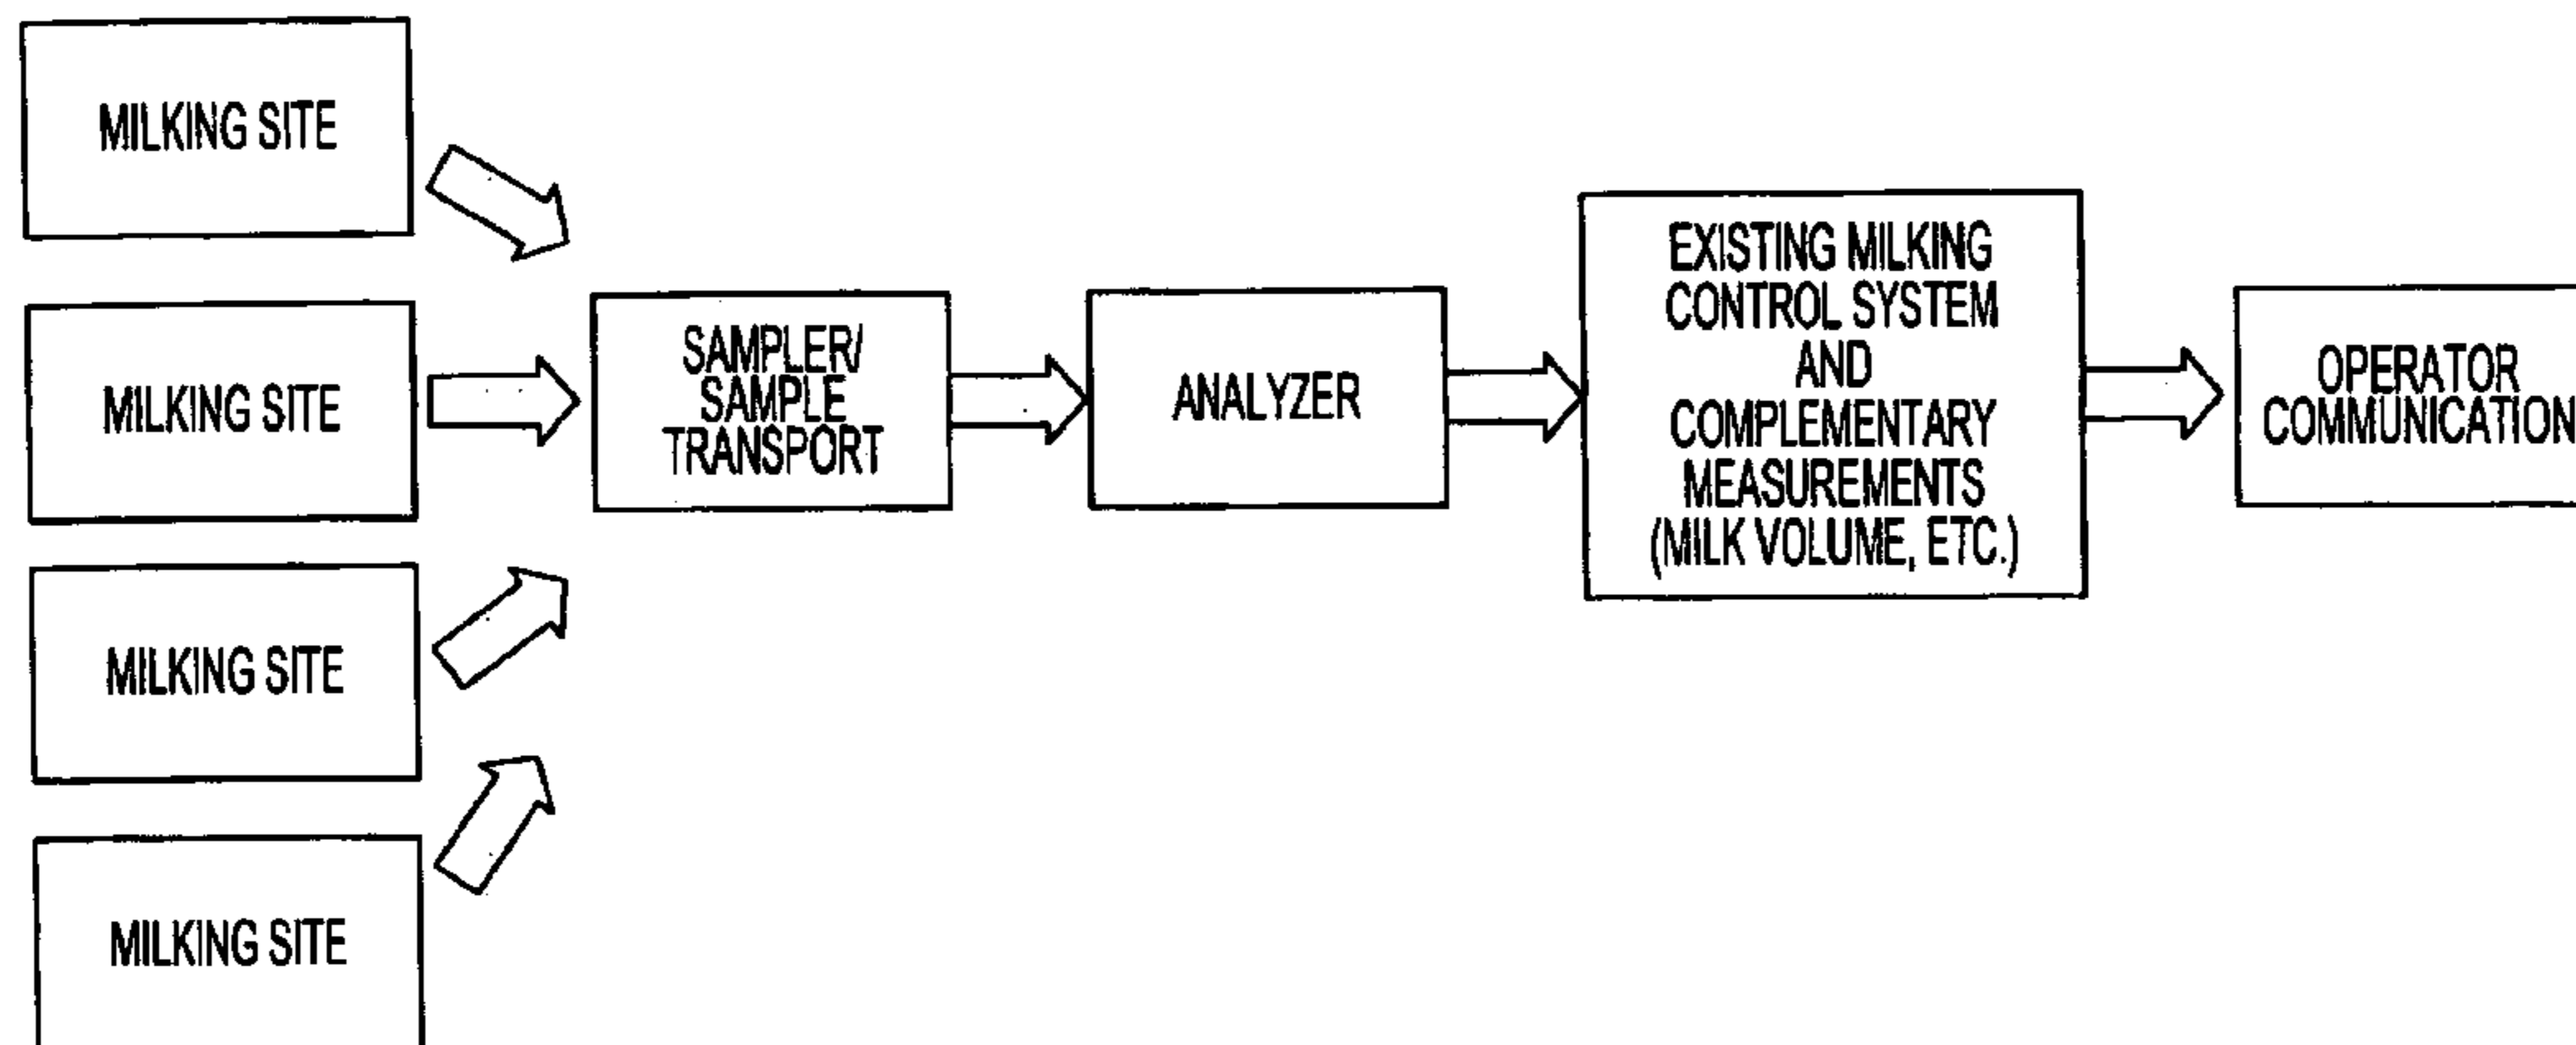 MILKING SITE
MILKING SITE
MILKING SITE
MILKING SITE
SAMPLER/
SAMPLE
TRANSPORT
ANALYZER
EXISTING MILKING
CONTROL SYSTEM
AND
COMPLEMENTARY
MEASUREMENTS
(MILK VOLUME, ETC.)
OPERATOR
COMMUNICATION